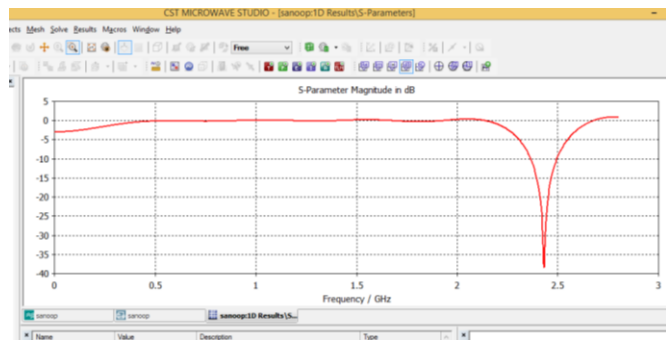 CST MICROWAVE STUDIO - [sanoop:1D Results\S-Parameters]
ects Mesh Solve Results Macros Window Help
Free
S-Parameter Magnitude in dB
5
0
-5
-10
-15
-20
-25
-30
-35
-40
0 0.5 1 1.5 2 2.5 3
Frequency / GHz
sanoop sanoop sanoop:1D Results\S...
Name Value Description Type